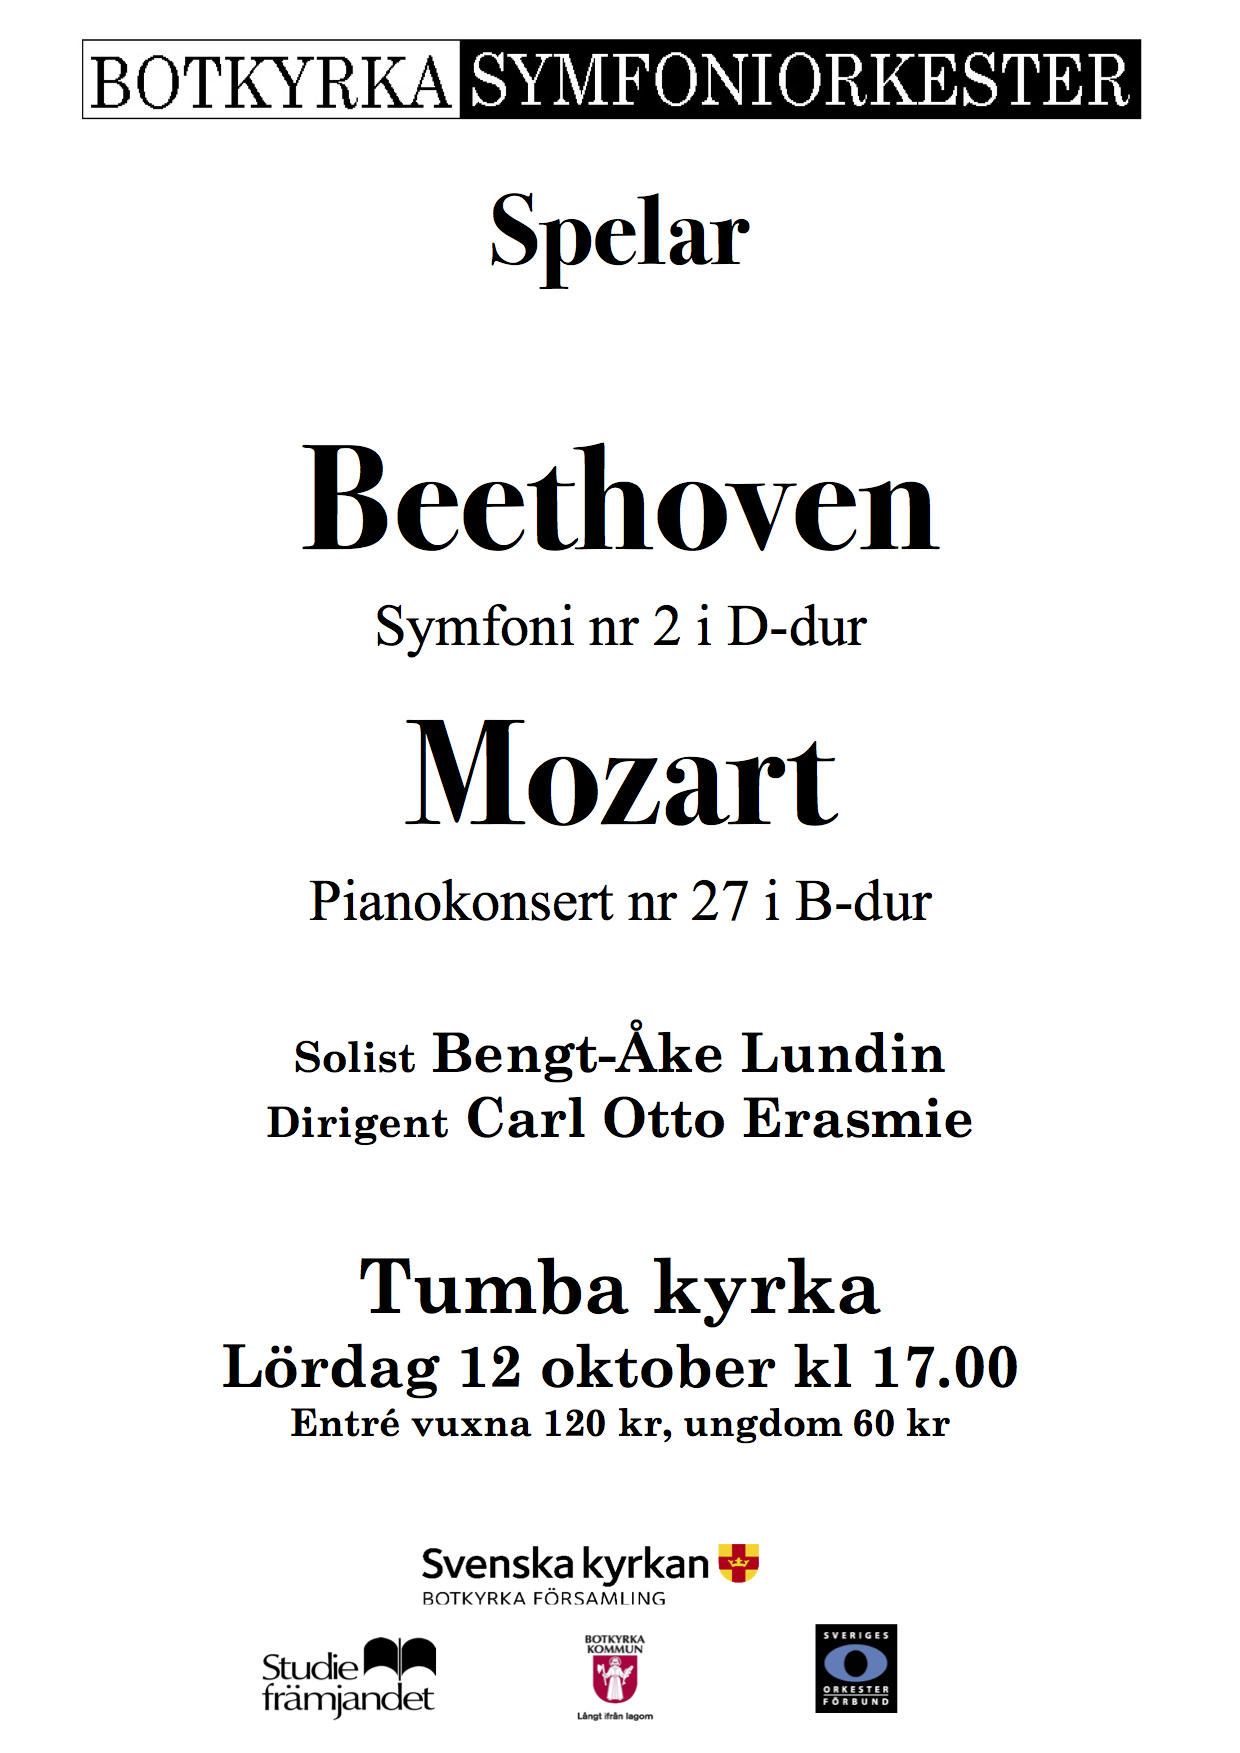 BOTKYRKA SYMFONIORKESTER
Spelar
Beethoven
Symfoni nr 2 i D-dur
Mozart
Pianokonsert nr 27 i B-dur
Solist Bengt-Åke Lundin
Dirigent Carl Otto Erasmie
Tumba kyrka
Lördag 12 oktober kl 17.00
Entré vuxna 120 kr, ungdom 60 kr
Svenska kyrkan
BOTKYRKA FÖRSAMLING
Studie
främjandet
BOTKYRKA
KOMMUN
Långt ifrån lagom
SVERIGES
ORKESTER
FÖRBUND